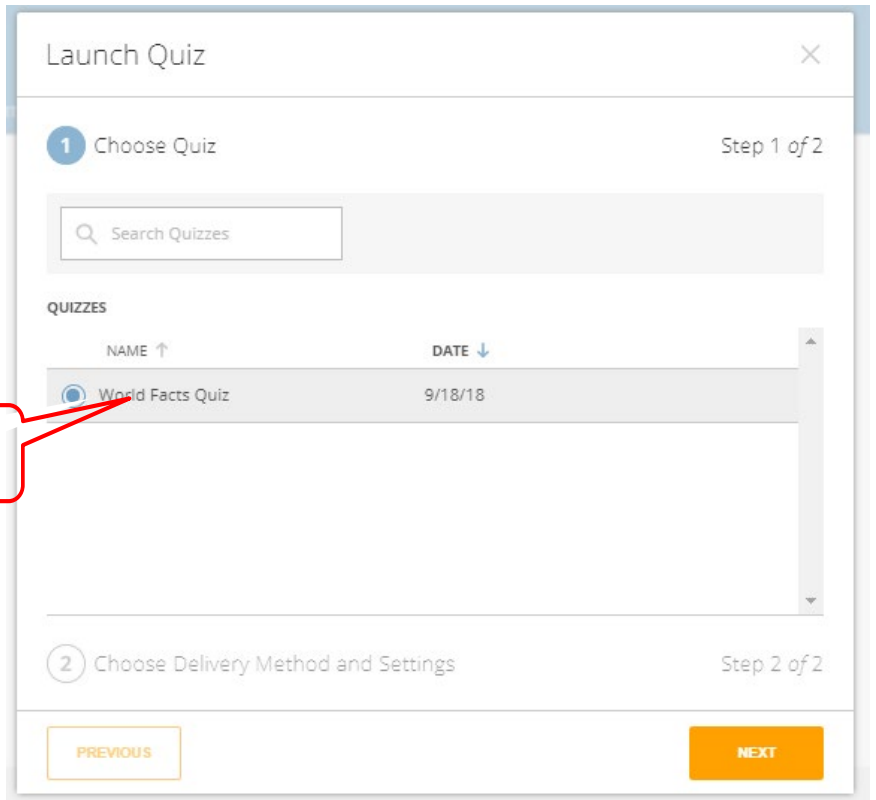 Launch Quiz
1 Choose Quiz Step 1 of 2
Search Quizzes
QUIZZES
NAME ↑ DATE ↓
World Facts Quiz 9/18/18
2 Choose Delivery Method and Settings Step 2 of 2
PREVIOUS NEXT